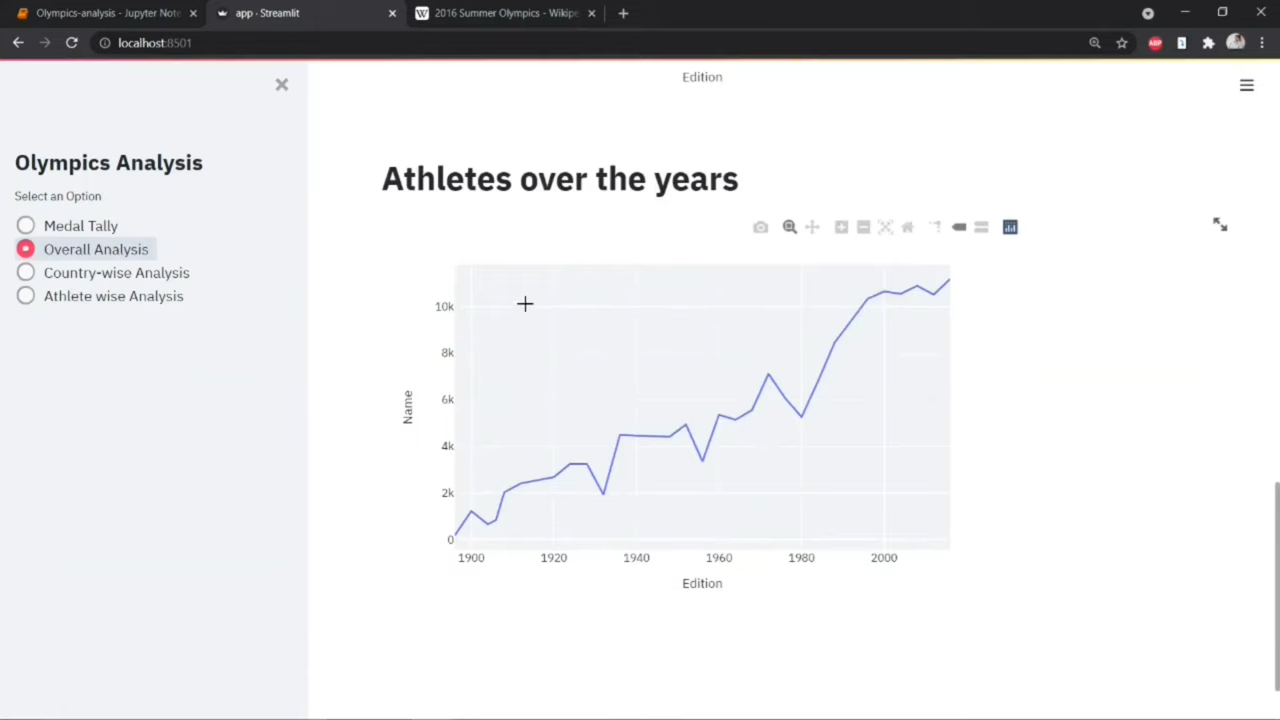 Olympics-analysis - Jupyter Note
app · Streamlit
2016 Summer Olympics - Wikipe
localhost:8501
ABP
Edition
Olympics Analysis
Select an Option
Medal Tally
Overall Analysis
Country-wise Analysis
Athlete wise Analysis
Athletes over the years
10k
8k
6k
4k
2k
0
Name
1900 1920 1940 1960 1980 2000
Edition